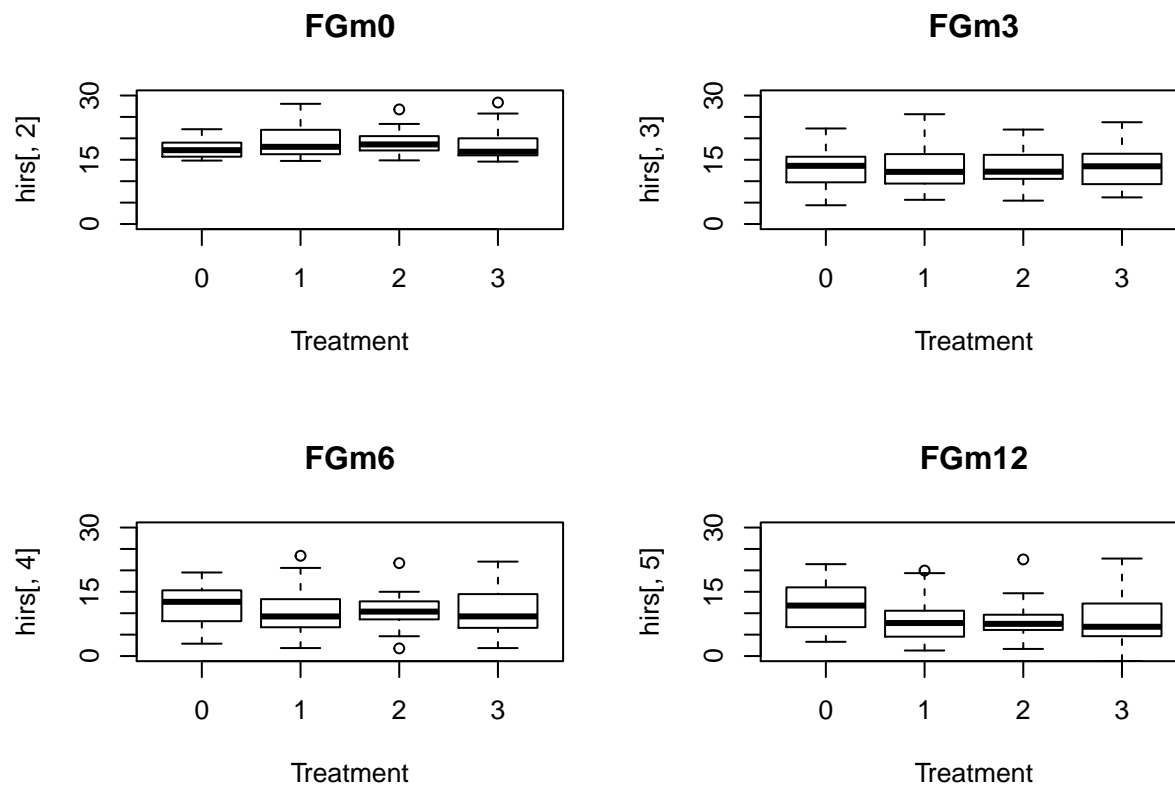 FGm0
hirs[, 2]
30
15
0
0 1 2 3
Treatment
FGm3
hirs[, 3]
30
15
0
0 1 2 3
Treatment
FGm6
hirs[, 4]
30
15
0
0 1 2 3
Treatment
FGm12
hirs[, 5]
30
15
0
0 1 2 3
Treatment